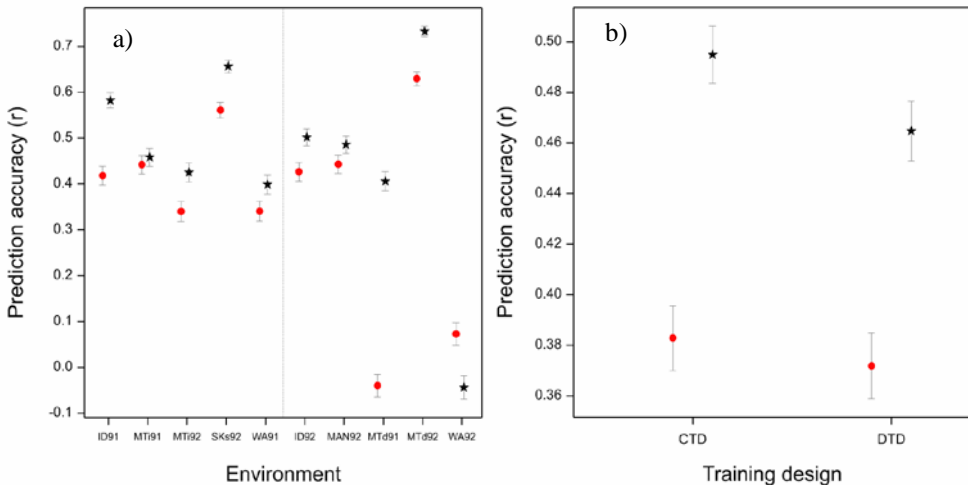 a)
Prediction accuracy (r)
0.7
0.6
0.5
0.4
0.3
0.2
0.1
0.0
-0.1
ID91 MTi91 MTi92 SKs92 WA91 ID92 MAN92 MTd91 MTd92 WA92
Environment
b)
Prediction accuracy (r)
0.50
0.48
0.46
0.44
0.42
0.40
0.38
0.36
CTD DTD
Training design